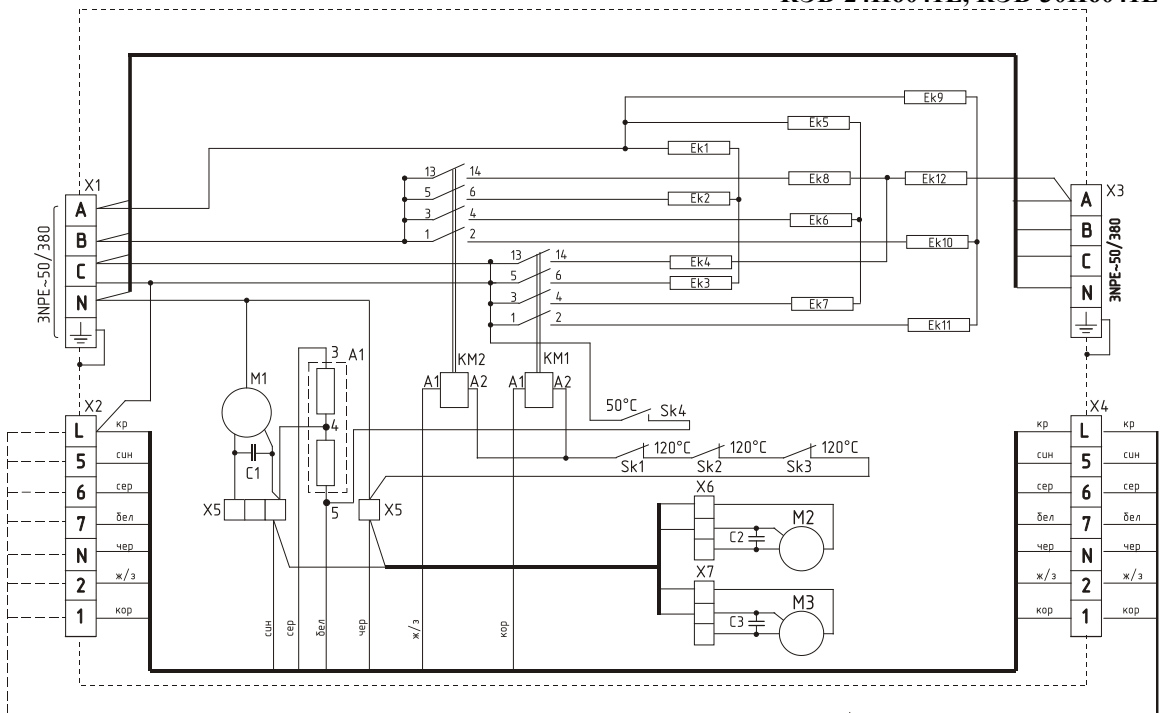 Ek9
Ek5
Ek1
X1
13 14
Ek8
Ek12
X3
A
5 6
Ek2
A
3 4
Ek6
B
1 2
Ek10
B
3NPE~50/380
C
13 14
Ek4
C
3NPE~50/380
5 6
Ek3
N
3 4
Ek7
N
1 2
Ek11
3 A1
KM2
KM1
M1
A1 A2
A1 A2
X2
50°C Sk4
X4
L кр
4
кр L кр
5 син
C1
120°C 120°C 120°C
син 5 син
Sk1 Sk2 Sk3
6 сер
X6
сер 6 сер
X5
5
X5
M2
7 бел
C2
бел 7 бел
N чер
чер N чер
X7
2 ж/з
M3
ж/з 2 ж/з
1 кор
C3
кор 1 кор
син
сер
бел
чер
ж/з
кор